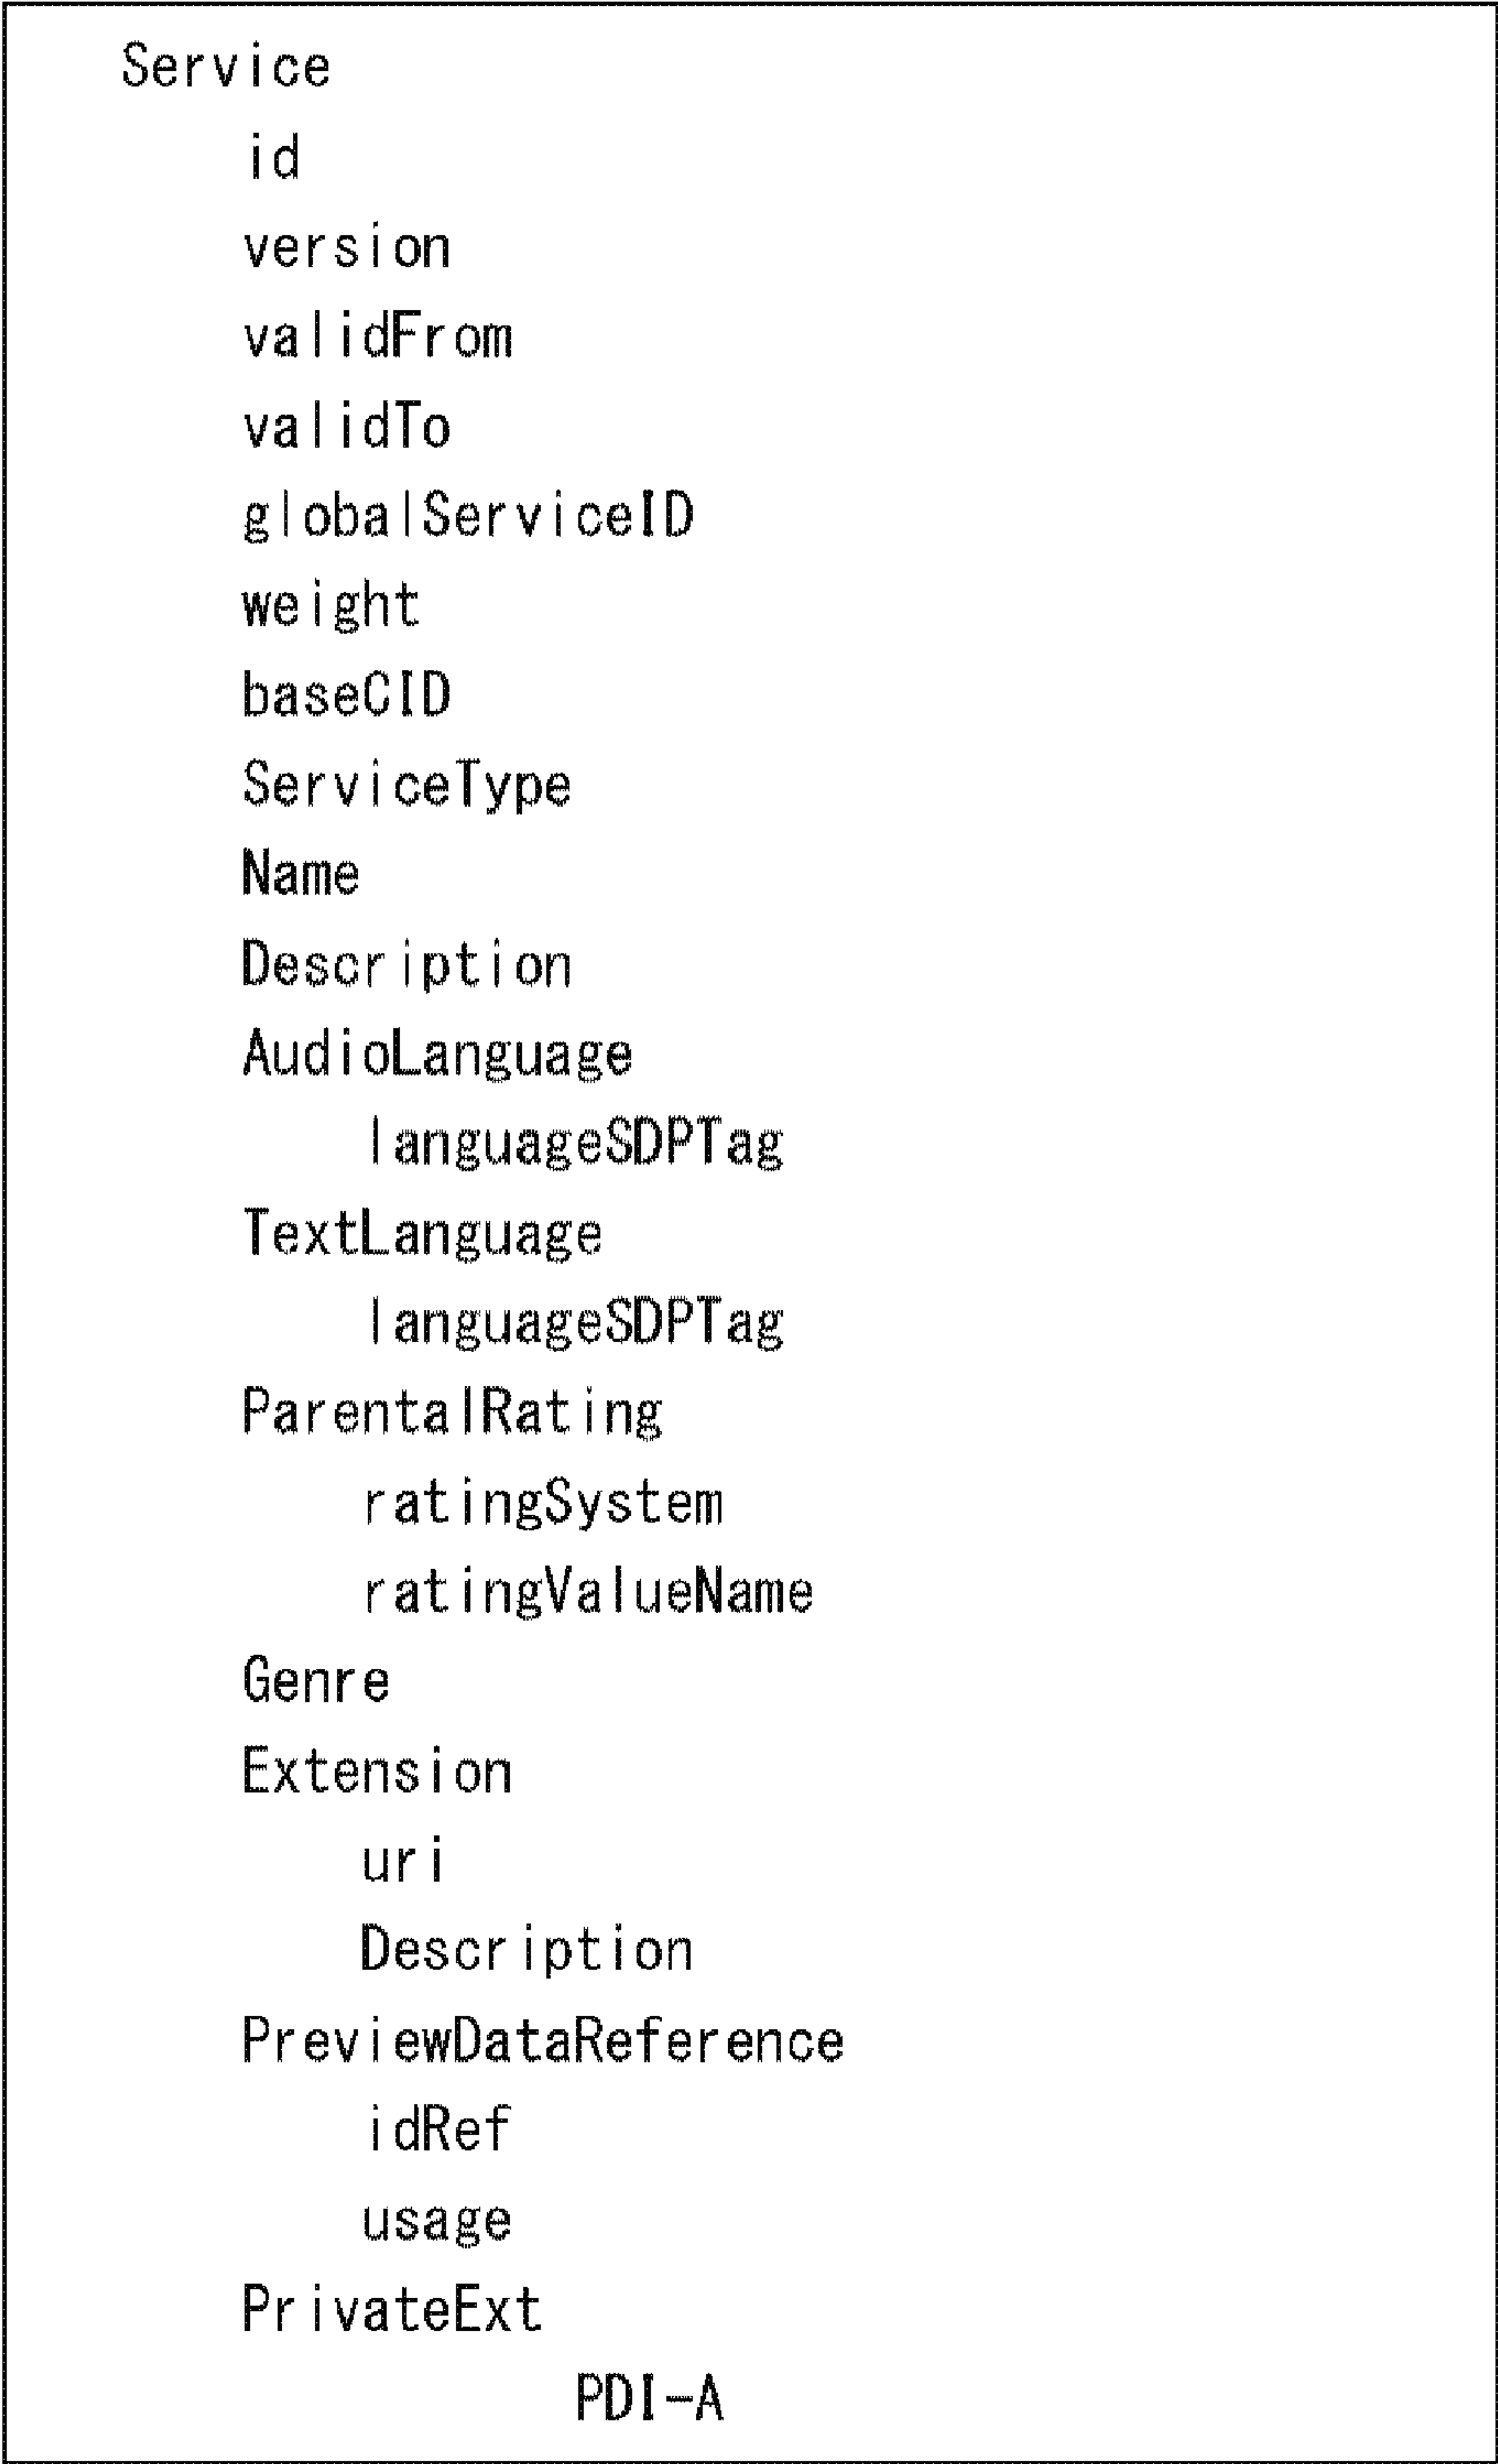 Service
id
version
validFrom
validTo
globalServiceID
weight
baseCID
ServiceType
Name
Description
AudioLanguage
languageSDPTag
TextLanguage
languageSDPTag
ParentalRating
ratingSystem
ratingValueName
Genre
Extension
uri
Description
PreviewDataReference
idRef
usage
PrivateExt
PDI-A